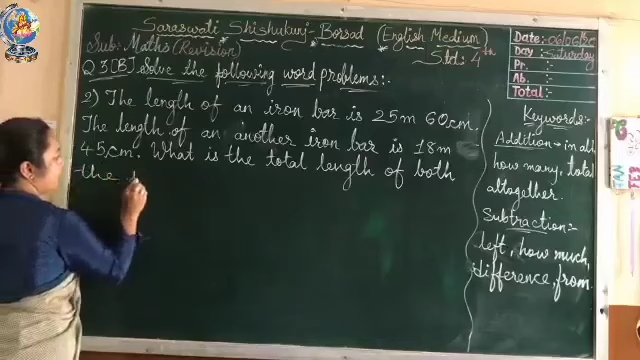 Saraswati Shishukunj - Borsad (English Medium)
Sub: Maths (Revision)
Std: 4th
Date: 06/06
Day: Saturday
Pr. :
Ab. :
Total:
Q 3 [B] Solve the following word problems:-
2) The length of an iron bar is 25m 60cm.
The length of an another iron bar is 18m
45cm. What is the total length of both
the
Keywords:-
Addition:- in all
how many, total
altogether.
Subtraction:-
left, how much,
difference, from